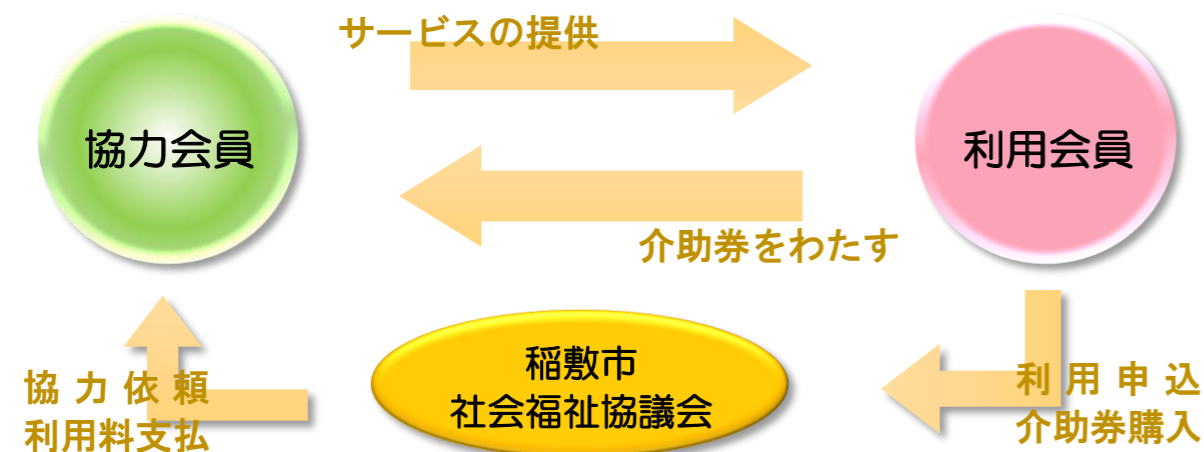 サービスの提供
協力会員
利用会員
介助券をわたす
稲敷市
社会福祉協議会
協力依頼
利用料支払
利用申込
介助券購入